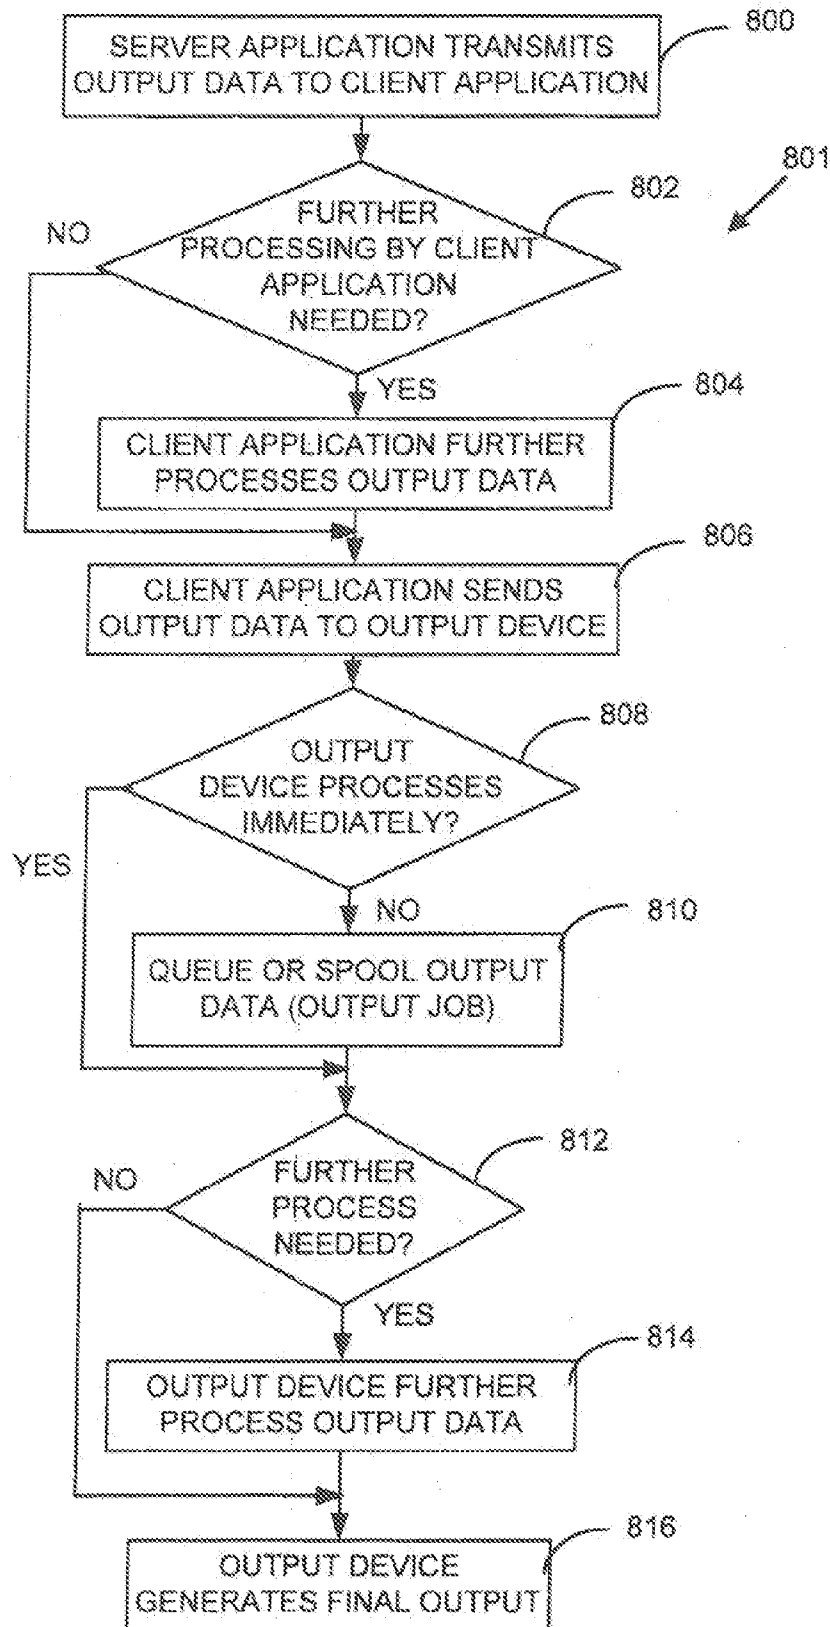 800
SERVER APPLICATION TRANSMITS
OUTPUT DATA TO CLIENT APPLICATION
801
802
NO
FURTHER
PROCESSING BY CLIENT
APPLICATION
NEEDED?
YES
804
CLIENT APPLICATION FURTHER
PROCESSES OUTPUT DATA
806
CLIENT APPLICATION SENDS
OUTPUT DATA TO OUTPUT DEVICE
808
OUTPUT
DEVICE PROCESSES
IMMEDIATELY?
YES
NO
810
QUEUE OR SPOOL OUTPUT
DATA (OUTPUT JOB)
812
NO
FURTHER
PROCESS
NEEDED?
YES
814
OUTPUT DEVICE FURTHER
PROCESS OUTPUT DATA
816
OUTPUT DEVICE
GENERATES FINAL OUTPUT